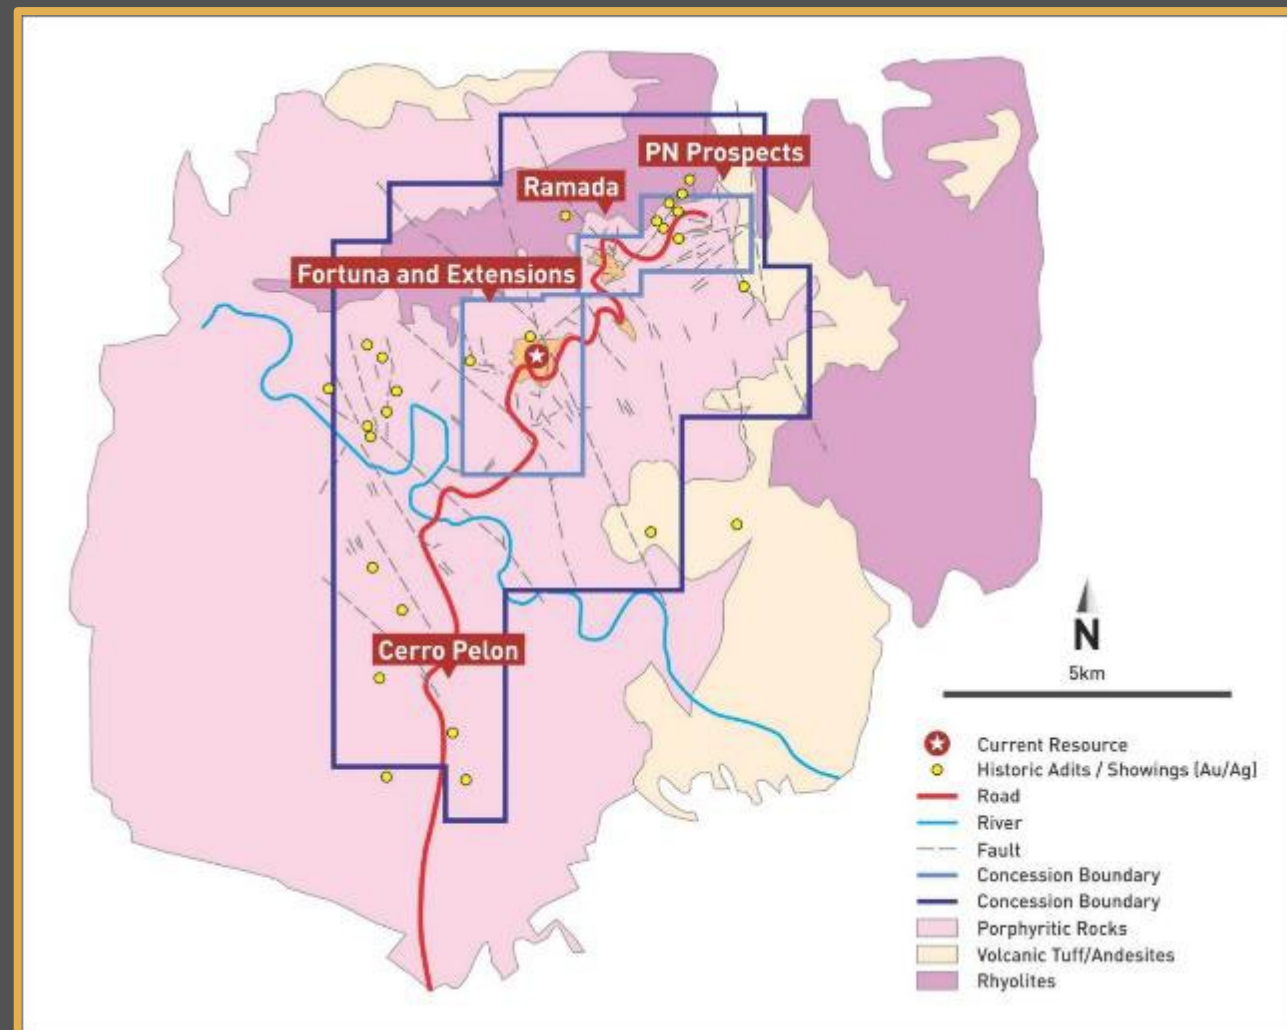 PN Prospects
Ramada
Fortuna and Extensions
Cerro Pelon
N
5km
Current Resource
Historic Adits / Showings (Au/Ag)
Road
River
Fault
Concession Boundary
Concession Boundary
Porphyritic Rocks
Volcanic Tuff/Andesites
Rhyolites